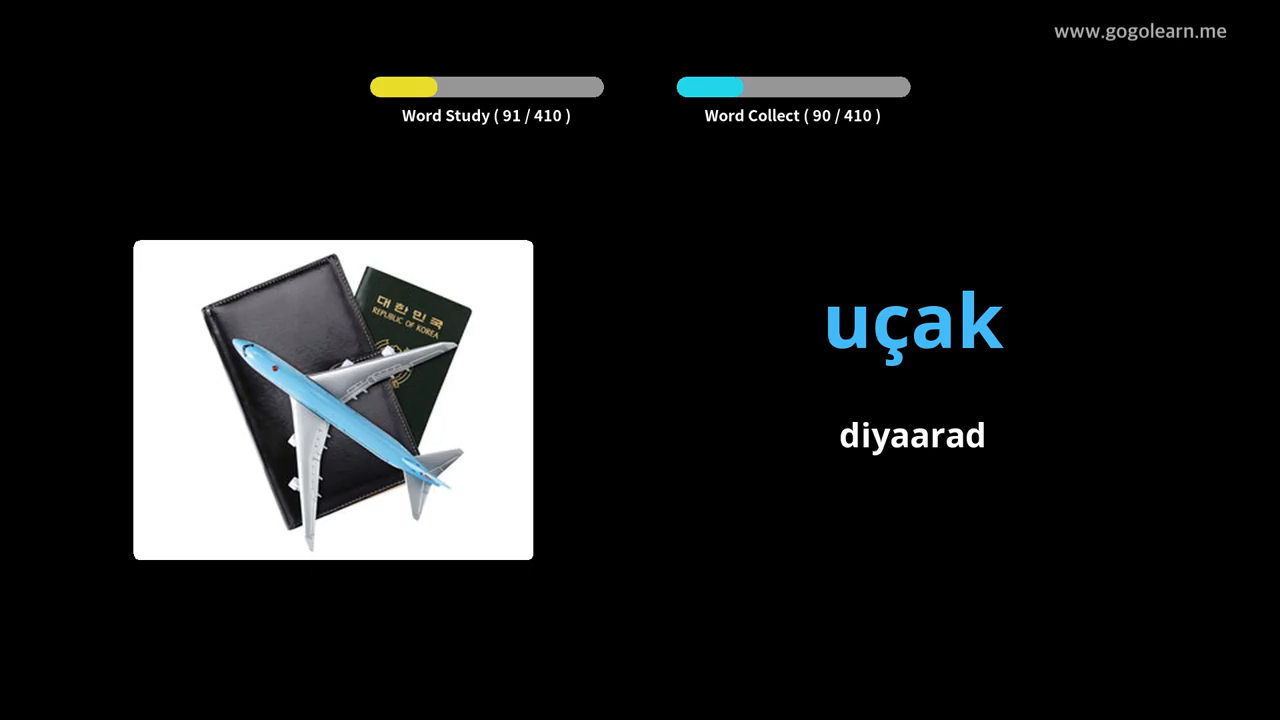 www.gogolearn.me
Word Study ( 91 / 410 )
Word Collect ( 90 / 410 )
대한민국
REPUBLIC OF KOREA
uçak
diyaarad